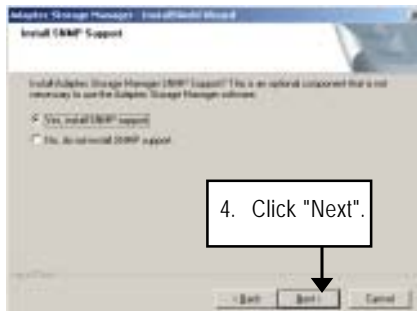 Adaptec Storage Manager - InstallShield Wizard
Install SNMP Support
Install Adaptec Storage Manager SNMP Support? This is an optional component that is not
necessary to use the Adaptec Storage Manager software.
Yes, install SNMP support
No, do not install SNMP support
4. Click "Next".
< Back Next > Cancel